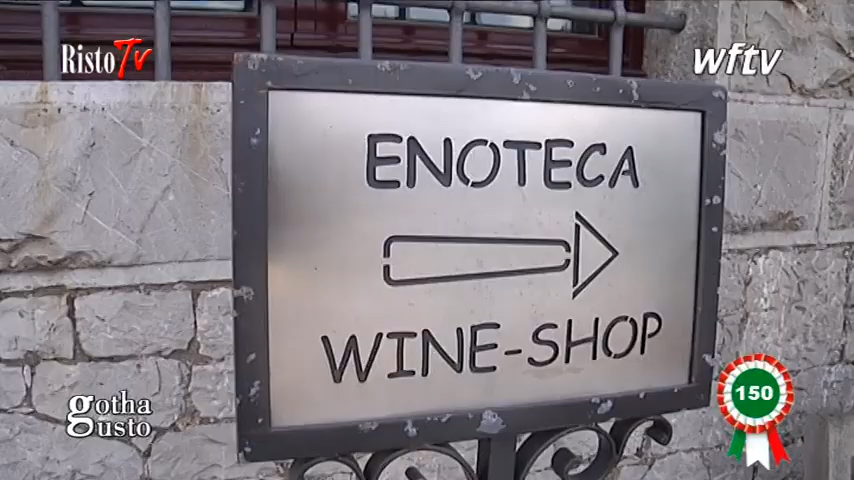 RistoTv
wftv
ENOTECA
WINE-SHOP
gotha
gusto
150